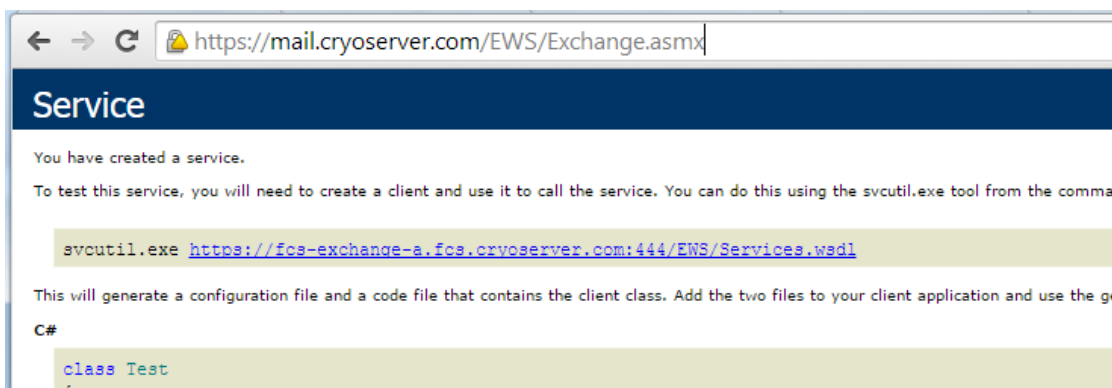 https://mail.cryoserver.com/EWS/Exchange.asmx
Service
You have created a service.
To test this service, you will need to create a client and use it to call the service. You can do this using the svcutil.exe tool from the comma
svcutil.exe https://fcs-exchange-a.fcs.cryoserver.com:444/EWS/Services.wsdl
This will generate a configuration file and a code file that contains the client class. Add the two files to your client application and use the g
C#
class Test